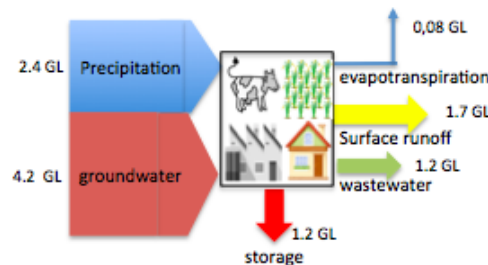 0,08 GL
2.4 GL
Precipitation
evapotranspiration
1.7 GL
Surface runoff
4.2 GL
groundwater
1.2 GL
wastewater
1.2 GL
storage